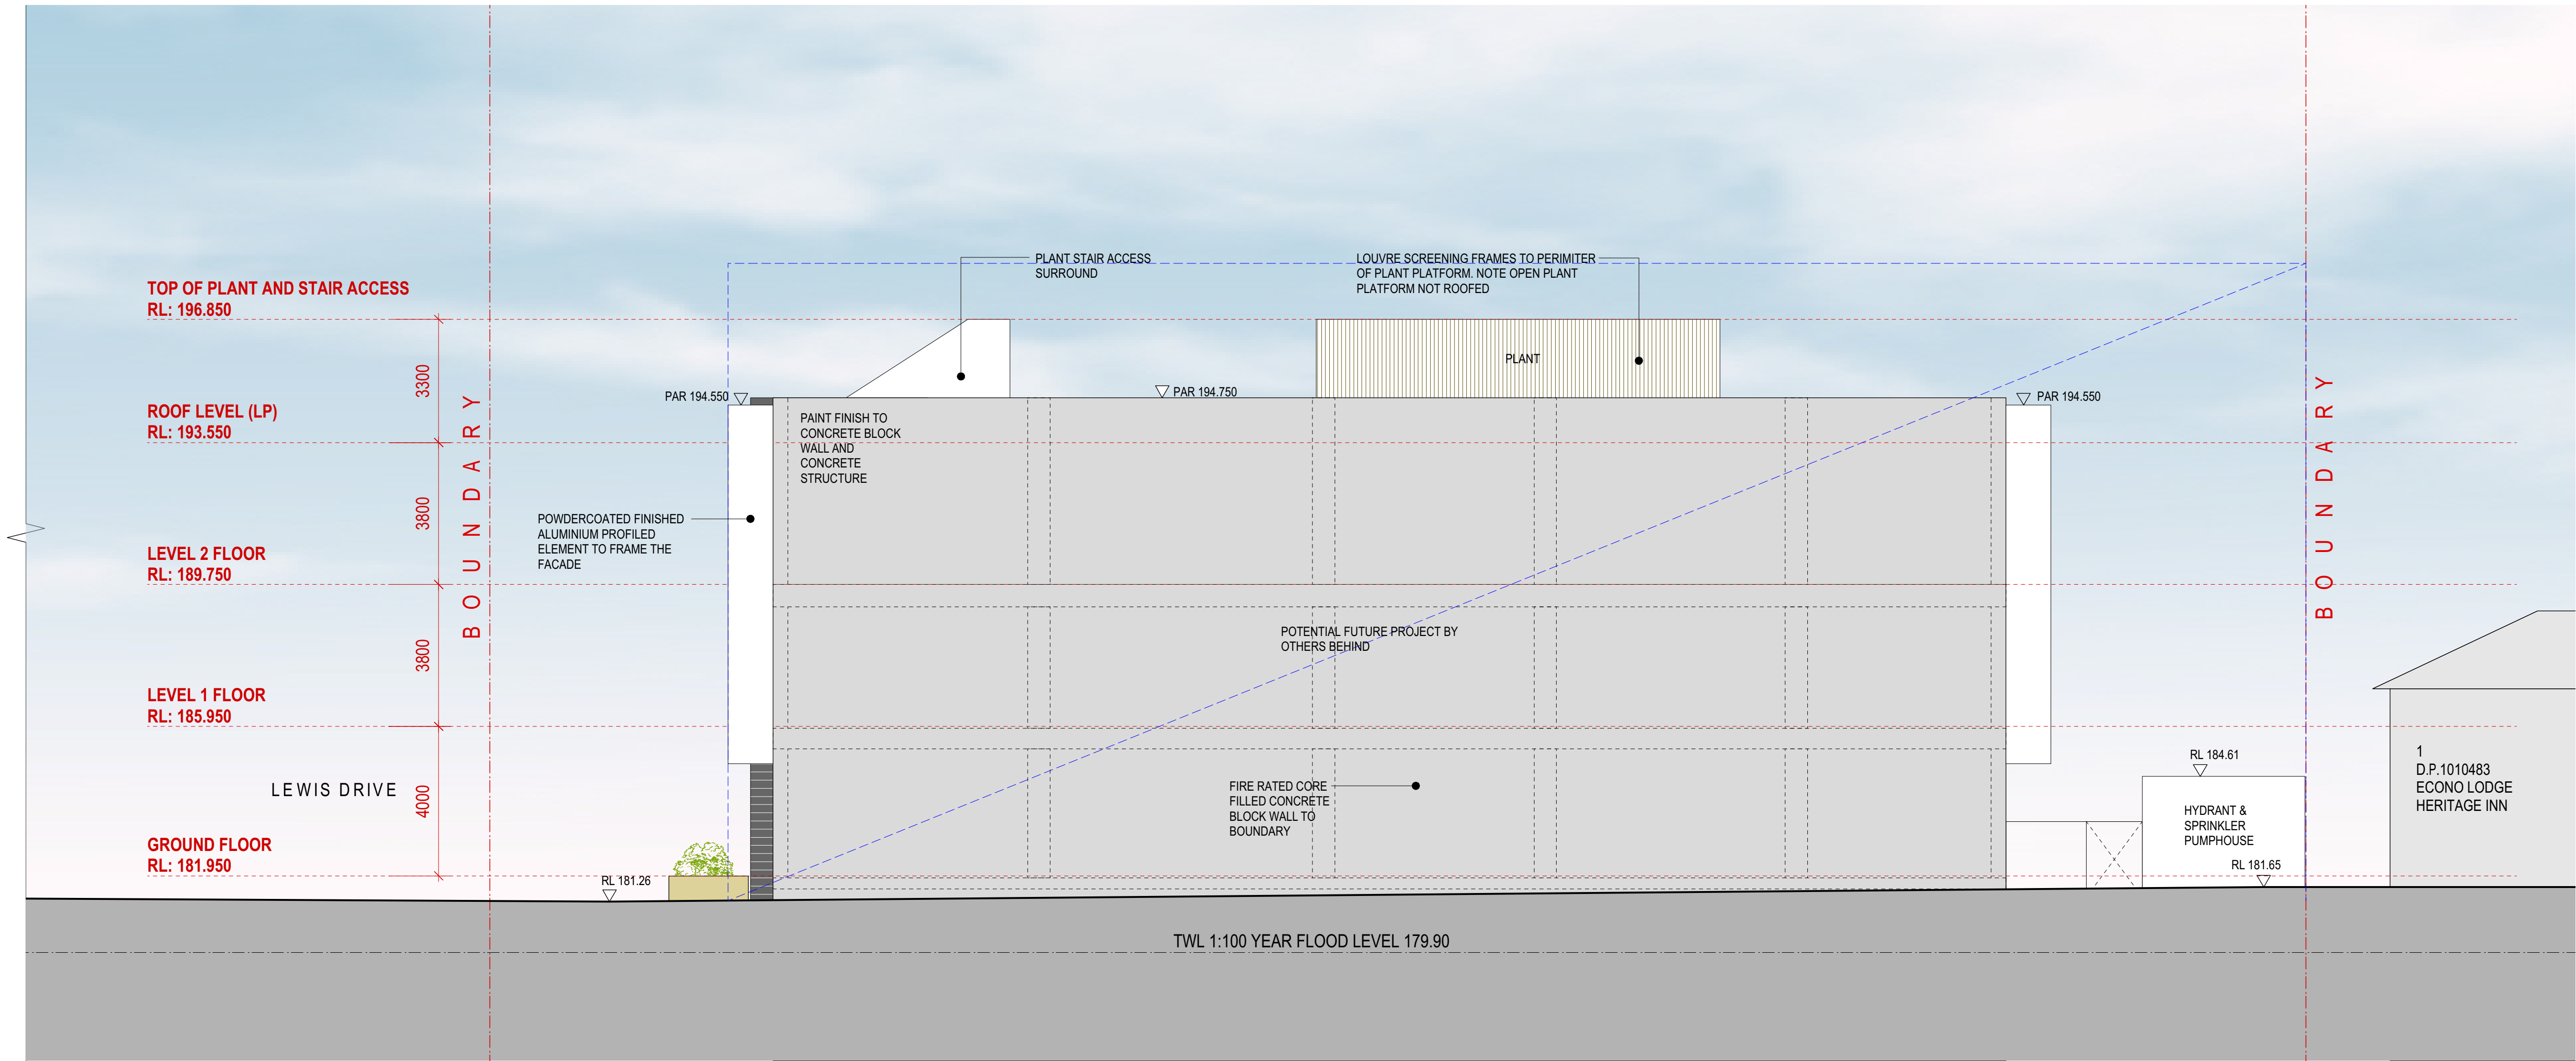 PLANT STAIR ACCESS
SURROUND
LOUVRE SCREENING FRAMES TO PERIMITER
OF PLANT PLATFORM. NOTE OPEN PLANT
PLATFORM NOT ROOFED
TOP OF PLANT AND STAIR ACCESS
RL: 196.850
3300
PLANT
PAR 194.550
PAR 194.750
PAR 194.550
ROOF LEVEL (LP)
RL: 193.550
PAINT FINISH TO
CONCRETE BLOCK
WALL AND
CONCRETE
STRUCTURE
BOUNDARY
BOUNDARY
3800
POWDERCOATED FINISHED
ALUMINIUM PROFILED
ELEMENT TO FRAME THE
FACADE
LEVEL 2 FLOOR
RL: 189.750
3800
POTENTIAL FUTURE PROJECT BY
OTHERS BEHIND
LEVEL 1 FLOOR
RL: 185.950
LEWIS DRIVE
4000
FIRE RATED CORE
FILLED CONCRETE
BLOCK WALL TO
BOUNDARY
RL 184.61
HYDRANT &
SPRINKLER
PUMPHOUSE
1
D.P.1010483
ECONO LODGE
HERITAGE INN
GROUND FLOOR
RL: 181.950
RL 181.26
RL 181.65
TWL 1:100 YEAR FLOOD LEVEL 179.90